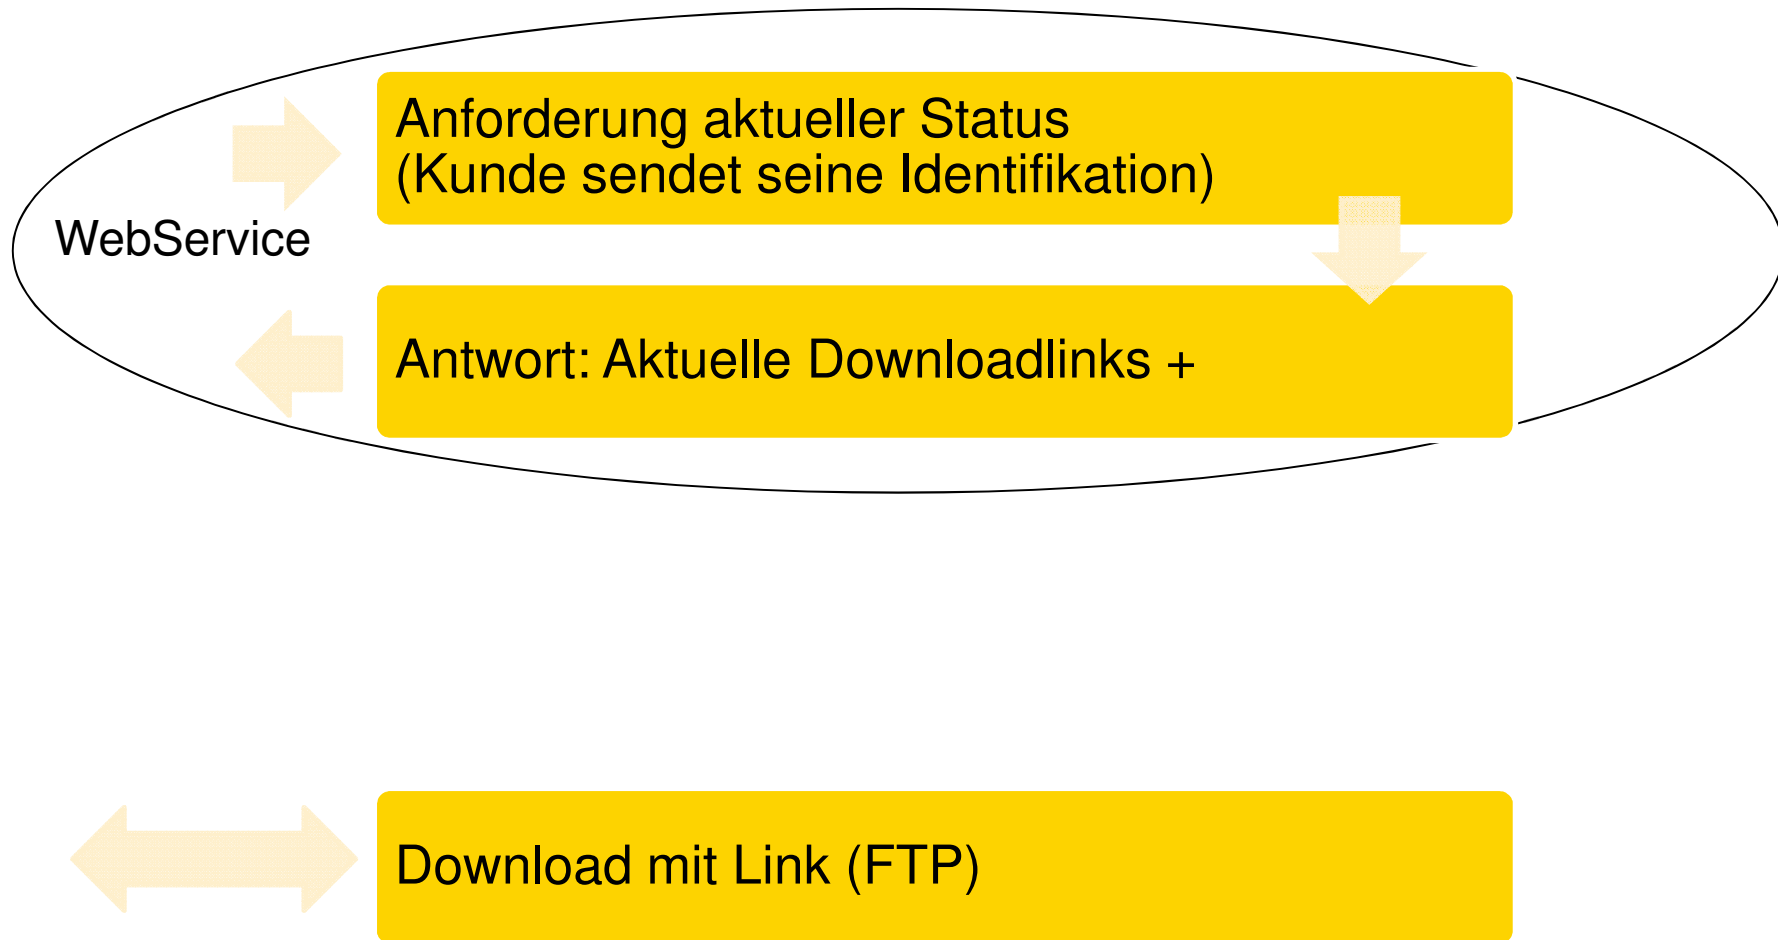 Anforderung aktueller Status
(Kunde sendet seine Identifikation)
WebService
Antwort: Aktuelle Downloadlinks +
Download mit Link (FTP)